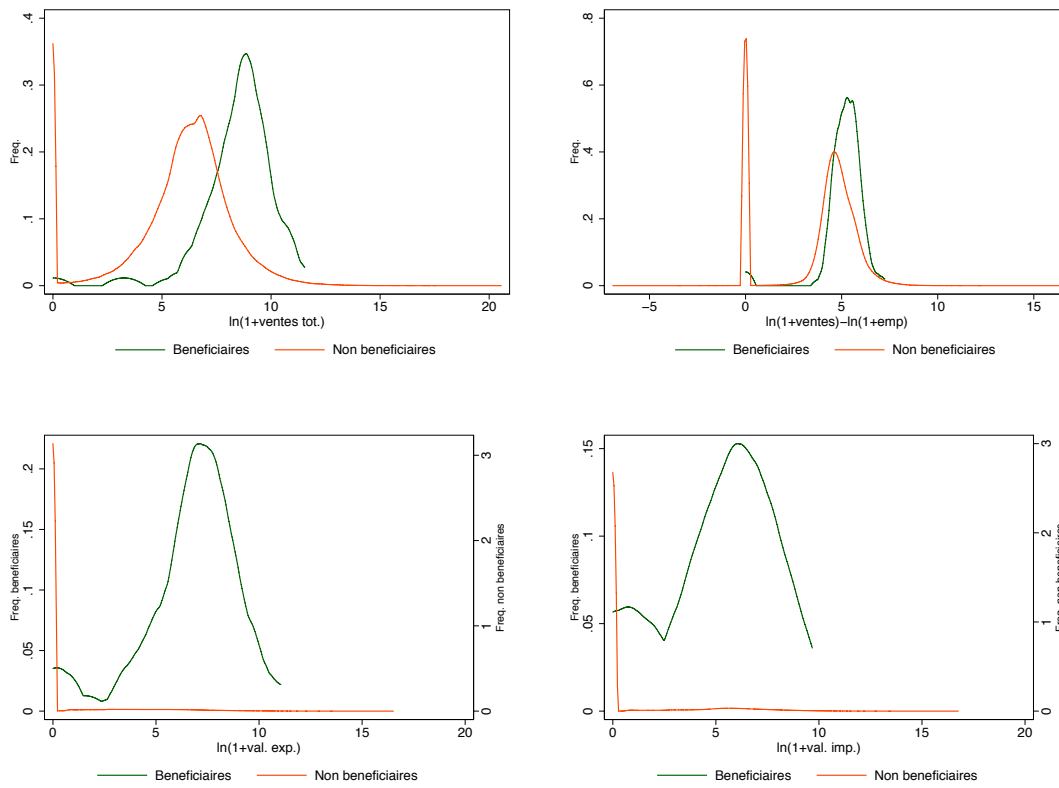 .4
.3
.2
.1
0
Freq.
0 5 10 15 20
ln(1+ventes tot.)
Beneficiaires Non beneficiaires
.8
.6
.4
.2
0
Freq.
−5 0 5 10 15
ln(1+ventes)−ln(1+emp)
Beneficiaires Non beneficiaires
.2
.15
.1
.05
0
Freq. beneficiaires
3
2
1
0
Freq. non beneficiaires
0 5 10 15 20
ln(1+val. exp.)
Beneficiaires Non beneficiaires
.15
.1
.05
0
Freq. beneficiaires
3
2
1
0
Freq. non beneficiaires
0 5 10 15 20
ln(1+val. imp.)
Beneficiaires Non beneficiaires